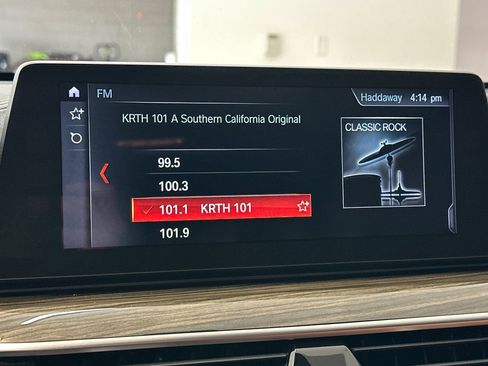 FM
Haddaway 4:14 pm
KRTH 101 A Southern California Original
CLASSIC ROCK
99.5
100.3
101.1 KRTH 101
101.9